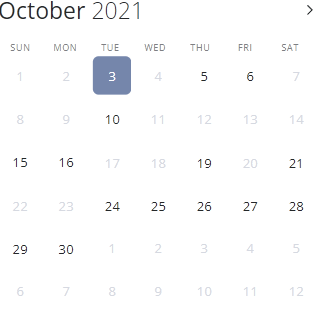 October 2021 >
SUN MON TUE WED THU FRI SAT
1 2 3 4 5 6 7
8 9 10 11 12 13 14
15 16 17 18 19 20 21
22 23 24 25 26 27 28
29 30 1 2 3 4 5
6 7 8 9 10 11 12